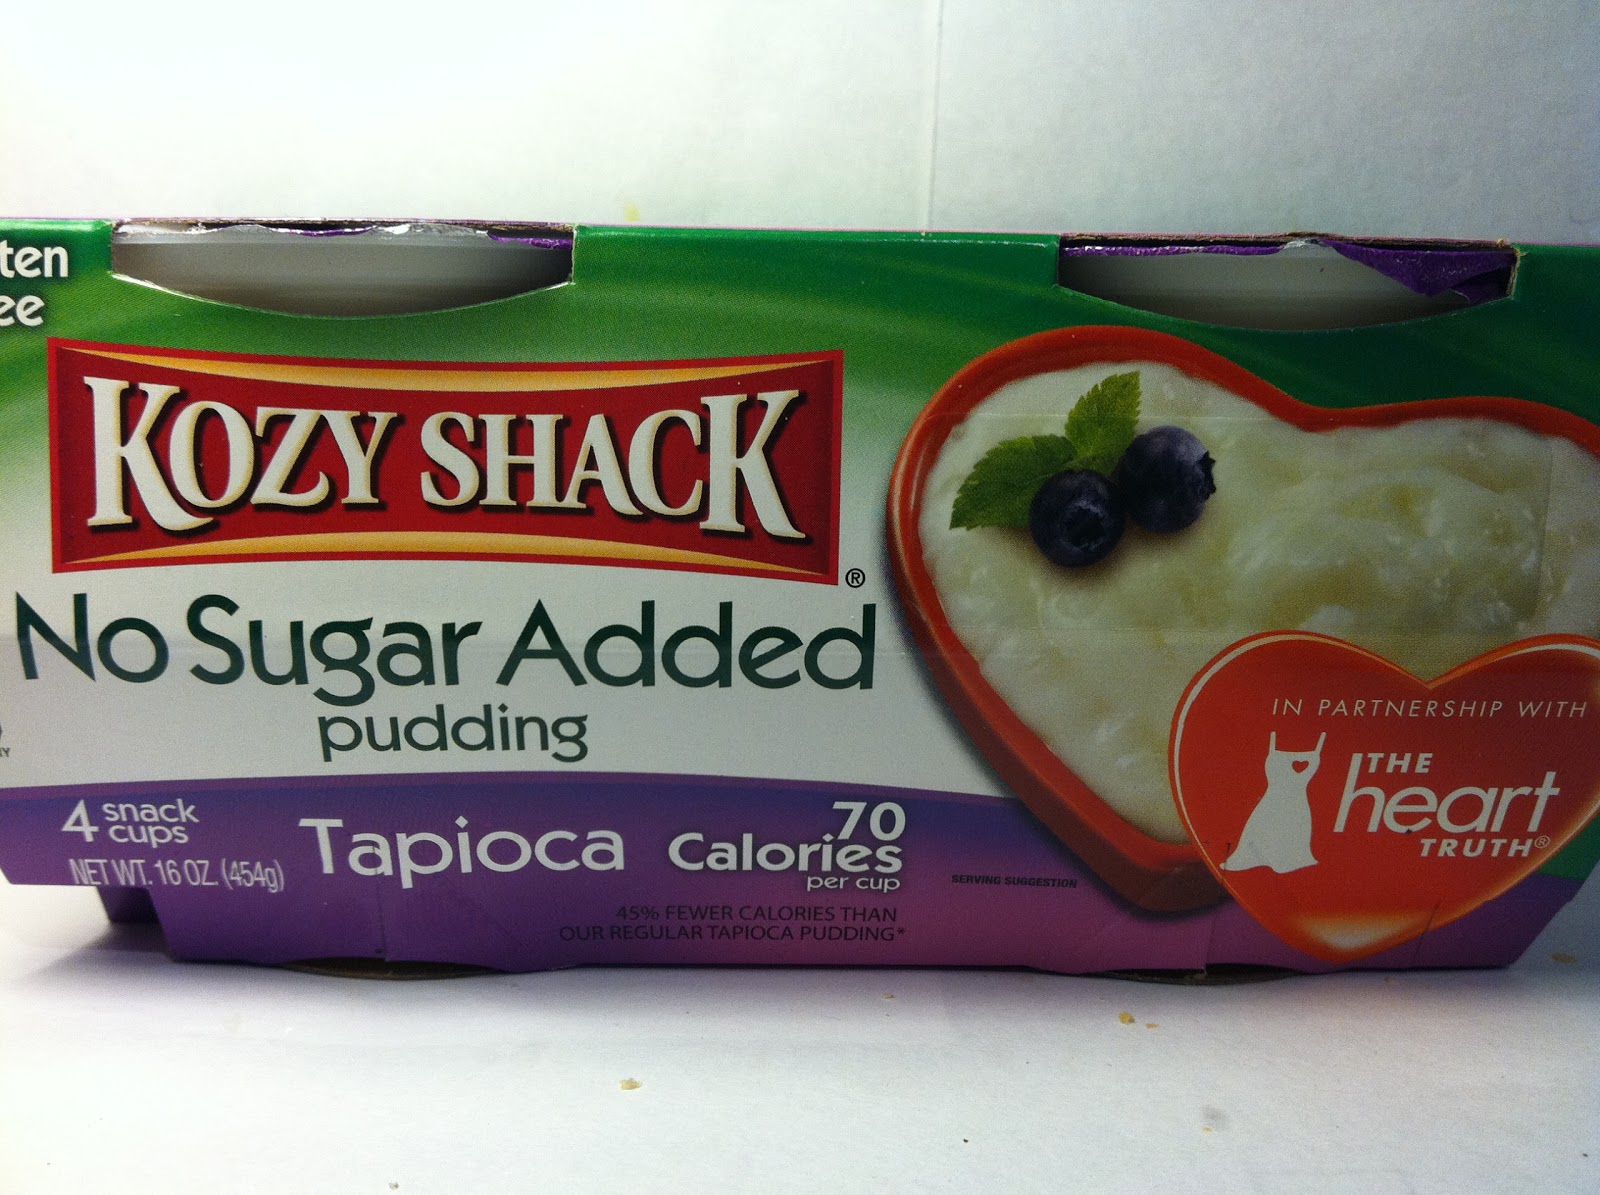 ten
ee
KOZY SHACK
®
No Sugar Added
pudding
4 snack
cups
NET WT. 16 OZ. (454g)
Tapioca
70
Calories
per cup
45% FEWER CALORIES THAN
OUR REGULAR TAPIOCA PUDDING*
SERVING SUGGESTION
IN PARTNERSHIP WITH
THE
heart
TRUTH®